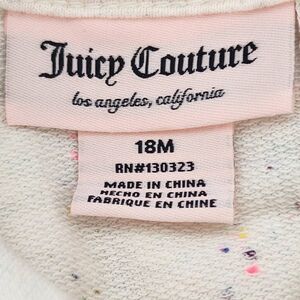 Juicy Couture
los angeles, california
18M
RN#130323
MADE IN CHINA
HECHO EN CHINA
FABRIQUE EN CHINE